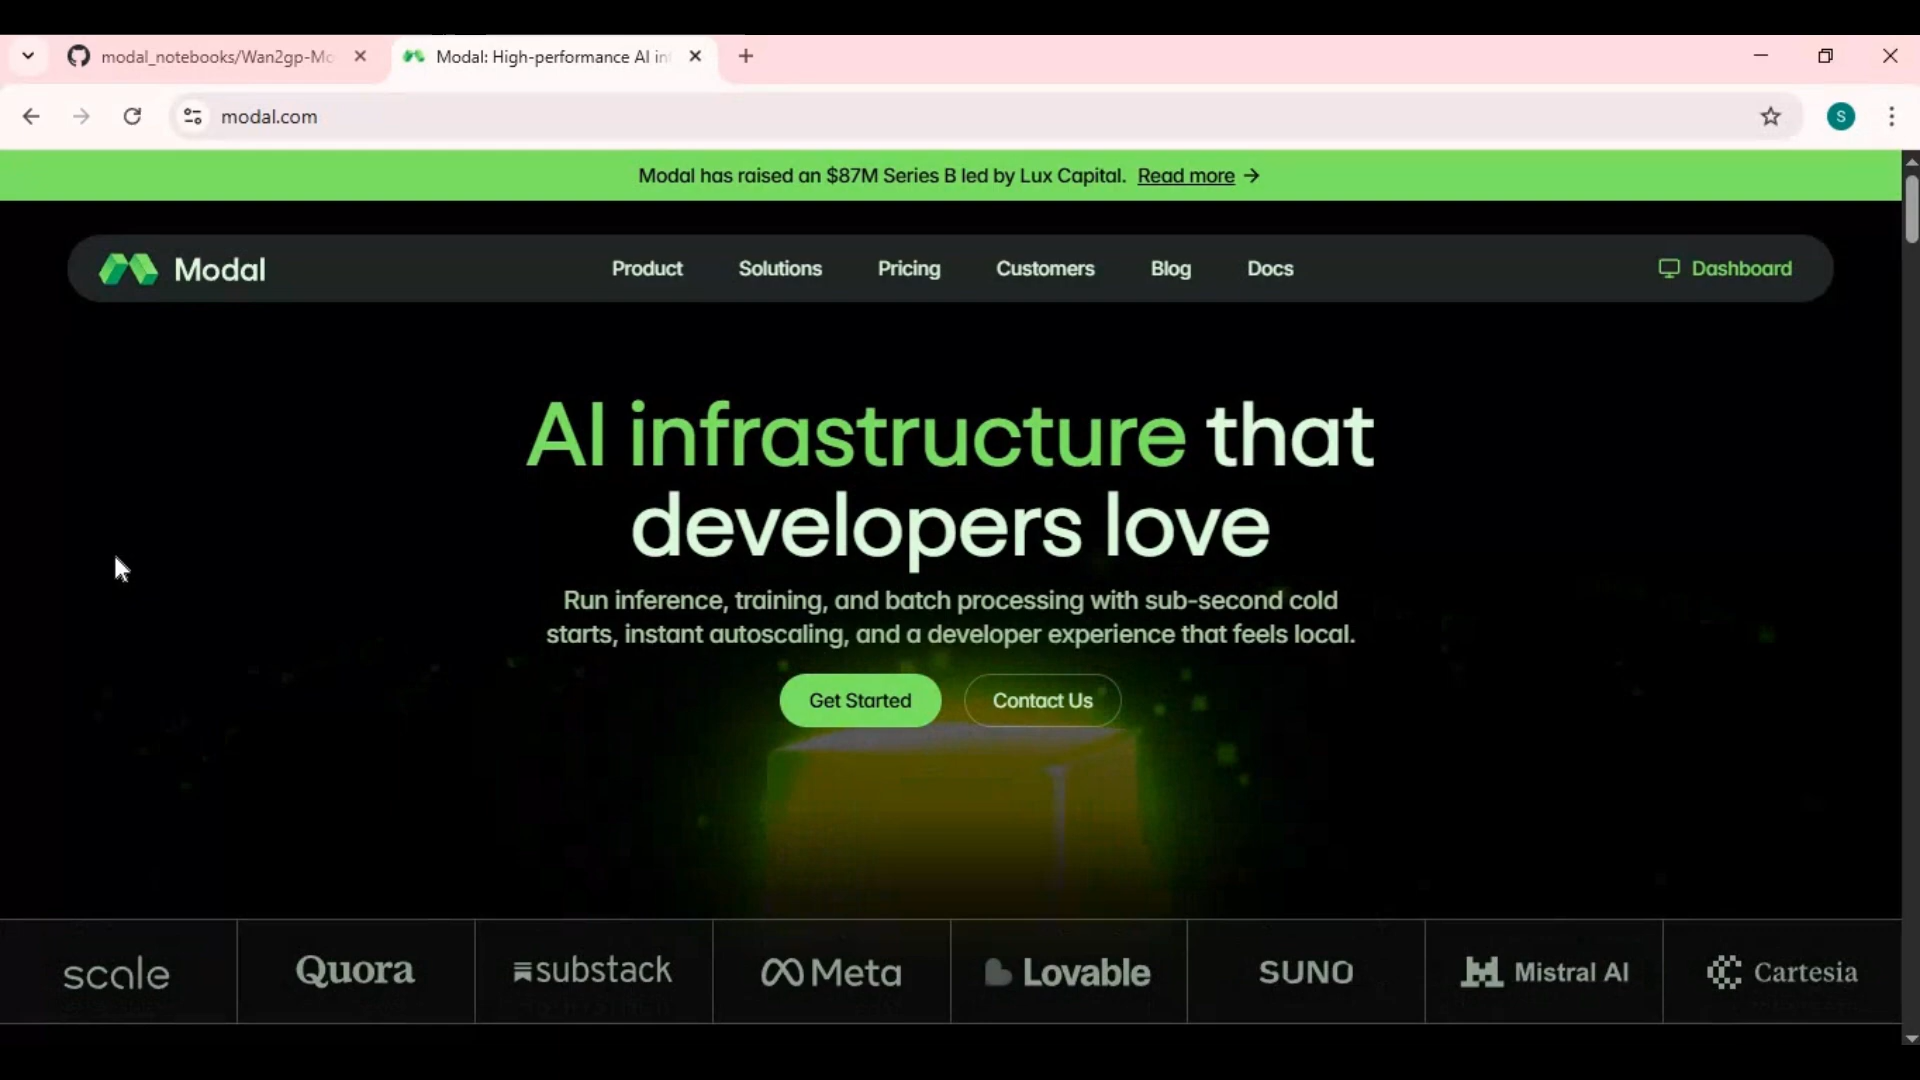 modal_notebooks/Wan2gp-Mo
Modal: High-performance AI in
modal.com
S
Modal has raised an $87M Series B led by Lux Capital. Read more →
Modal
Product
Solutions
Pricing
Customers
Blog
Docs
Dashboard
AI infrastructure that
developers love
Run inference, training, and batch processing with sub-second cold
starts, instant autoscaling, and a developer experience that feels local.
Get Started
Contact Us
scale
Quora
substack
Meta
Lovable
SUNO
Mistral AI
Cartesia